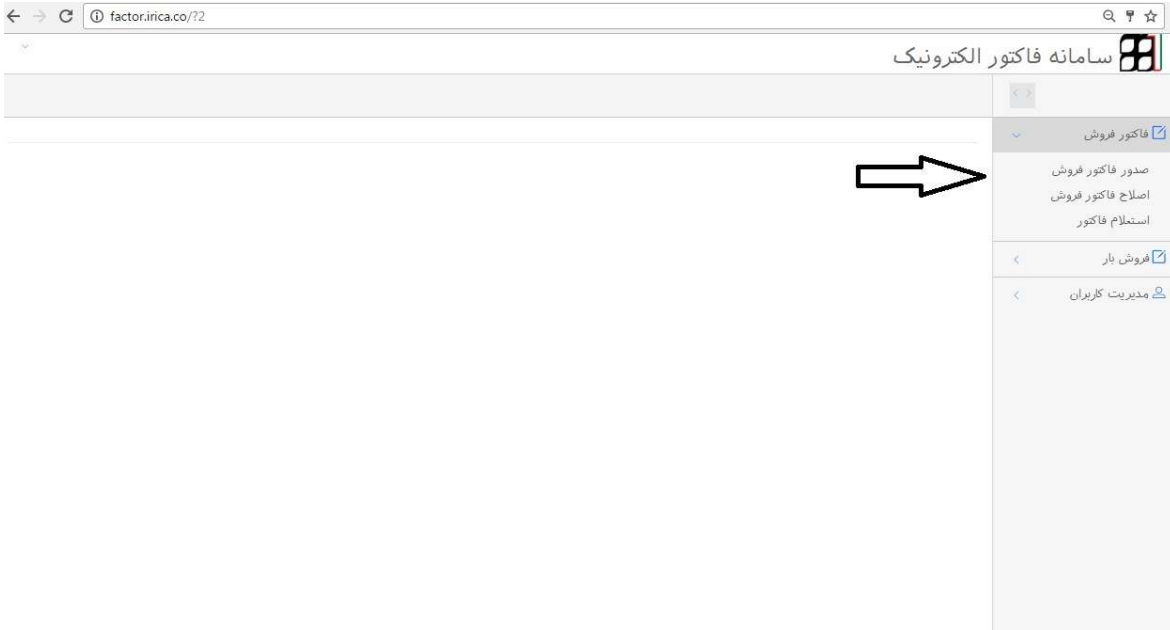 factor.irica.co/?2
سامانه فاکتور الکترونیک
فاکتور فروش
صدور فاکتور فروش
اصلاح فاکتور فروش
استعلام فاکتور
فروش بار
مدیریت کاربران